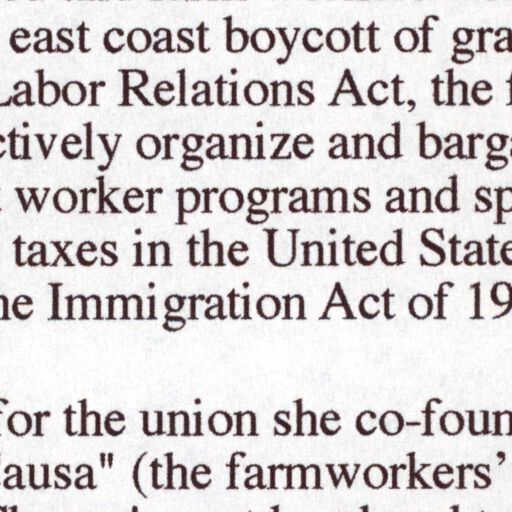 east coast boycott of gra
Labor Relations Act, the f
ctively organize and barga
t worker programs and sp
taxes in the United State
he Immigration Act of 19
for the union she co-foun
Causa" (the farmworkers'